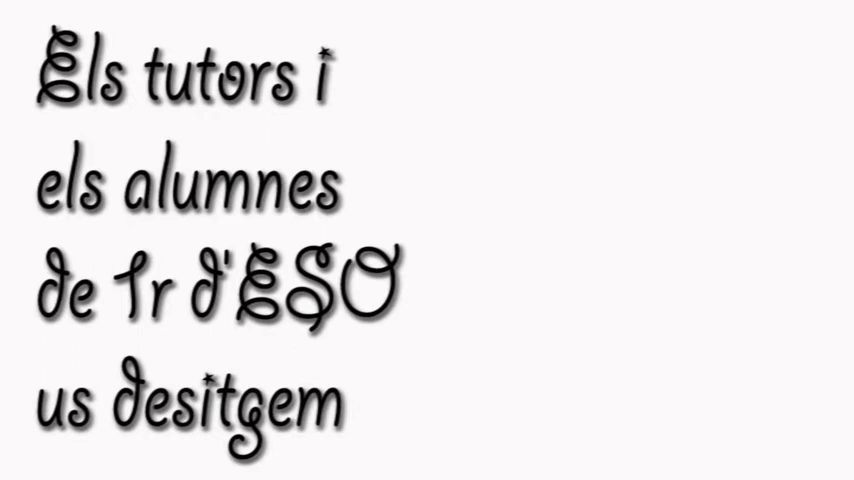 Els tutors i
els alumnes
de 1r d'ESO
us desitgem